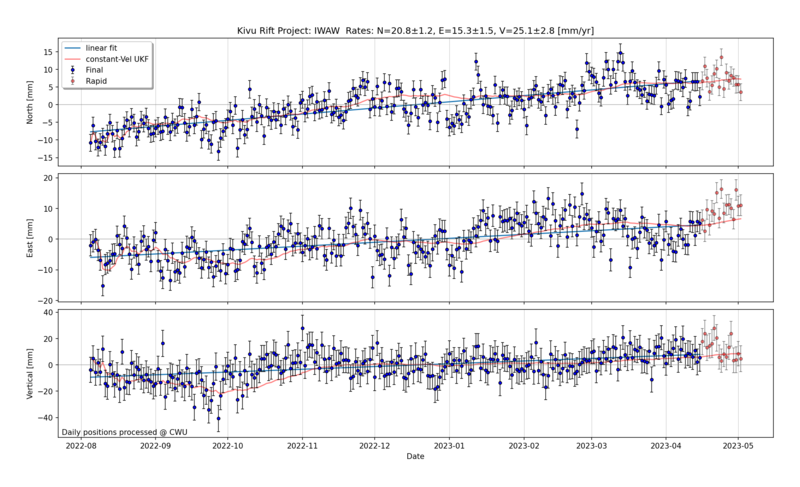 Kivu Rift Project: IWAW  Rates: N=20.8±1.2, E=15.3±1.5, V=25.1±2.8 [mm/yr]
linear fit
constant-Vel UKF
Final
Rapid
North [mm]
15
10
5
0
−5
−10
−15
East [mm]
20
10
0
−10
−20
Vertical [mm]
40
20
0
−20
−40
Daily positions processed @ CWU
2022-08 2022-09 2022-10 2022-11 2022-12 2023-01 2023-02 2023-03 2023-04 2023-05
Date